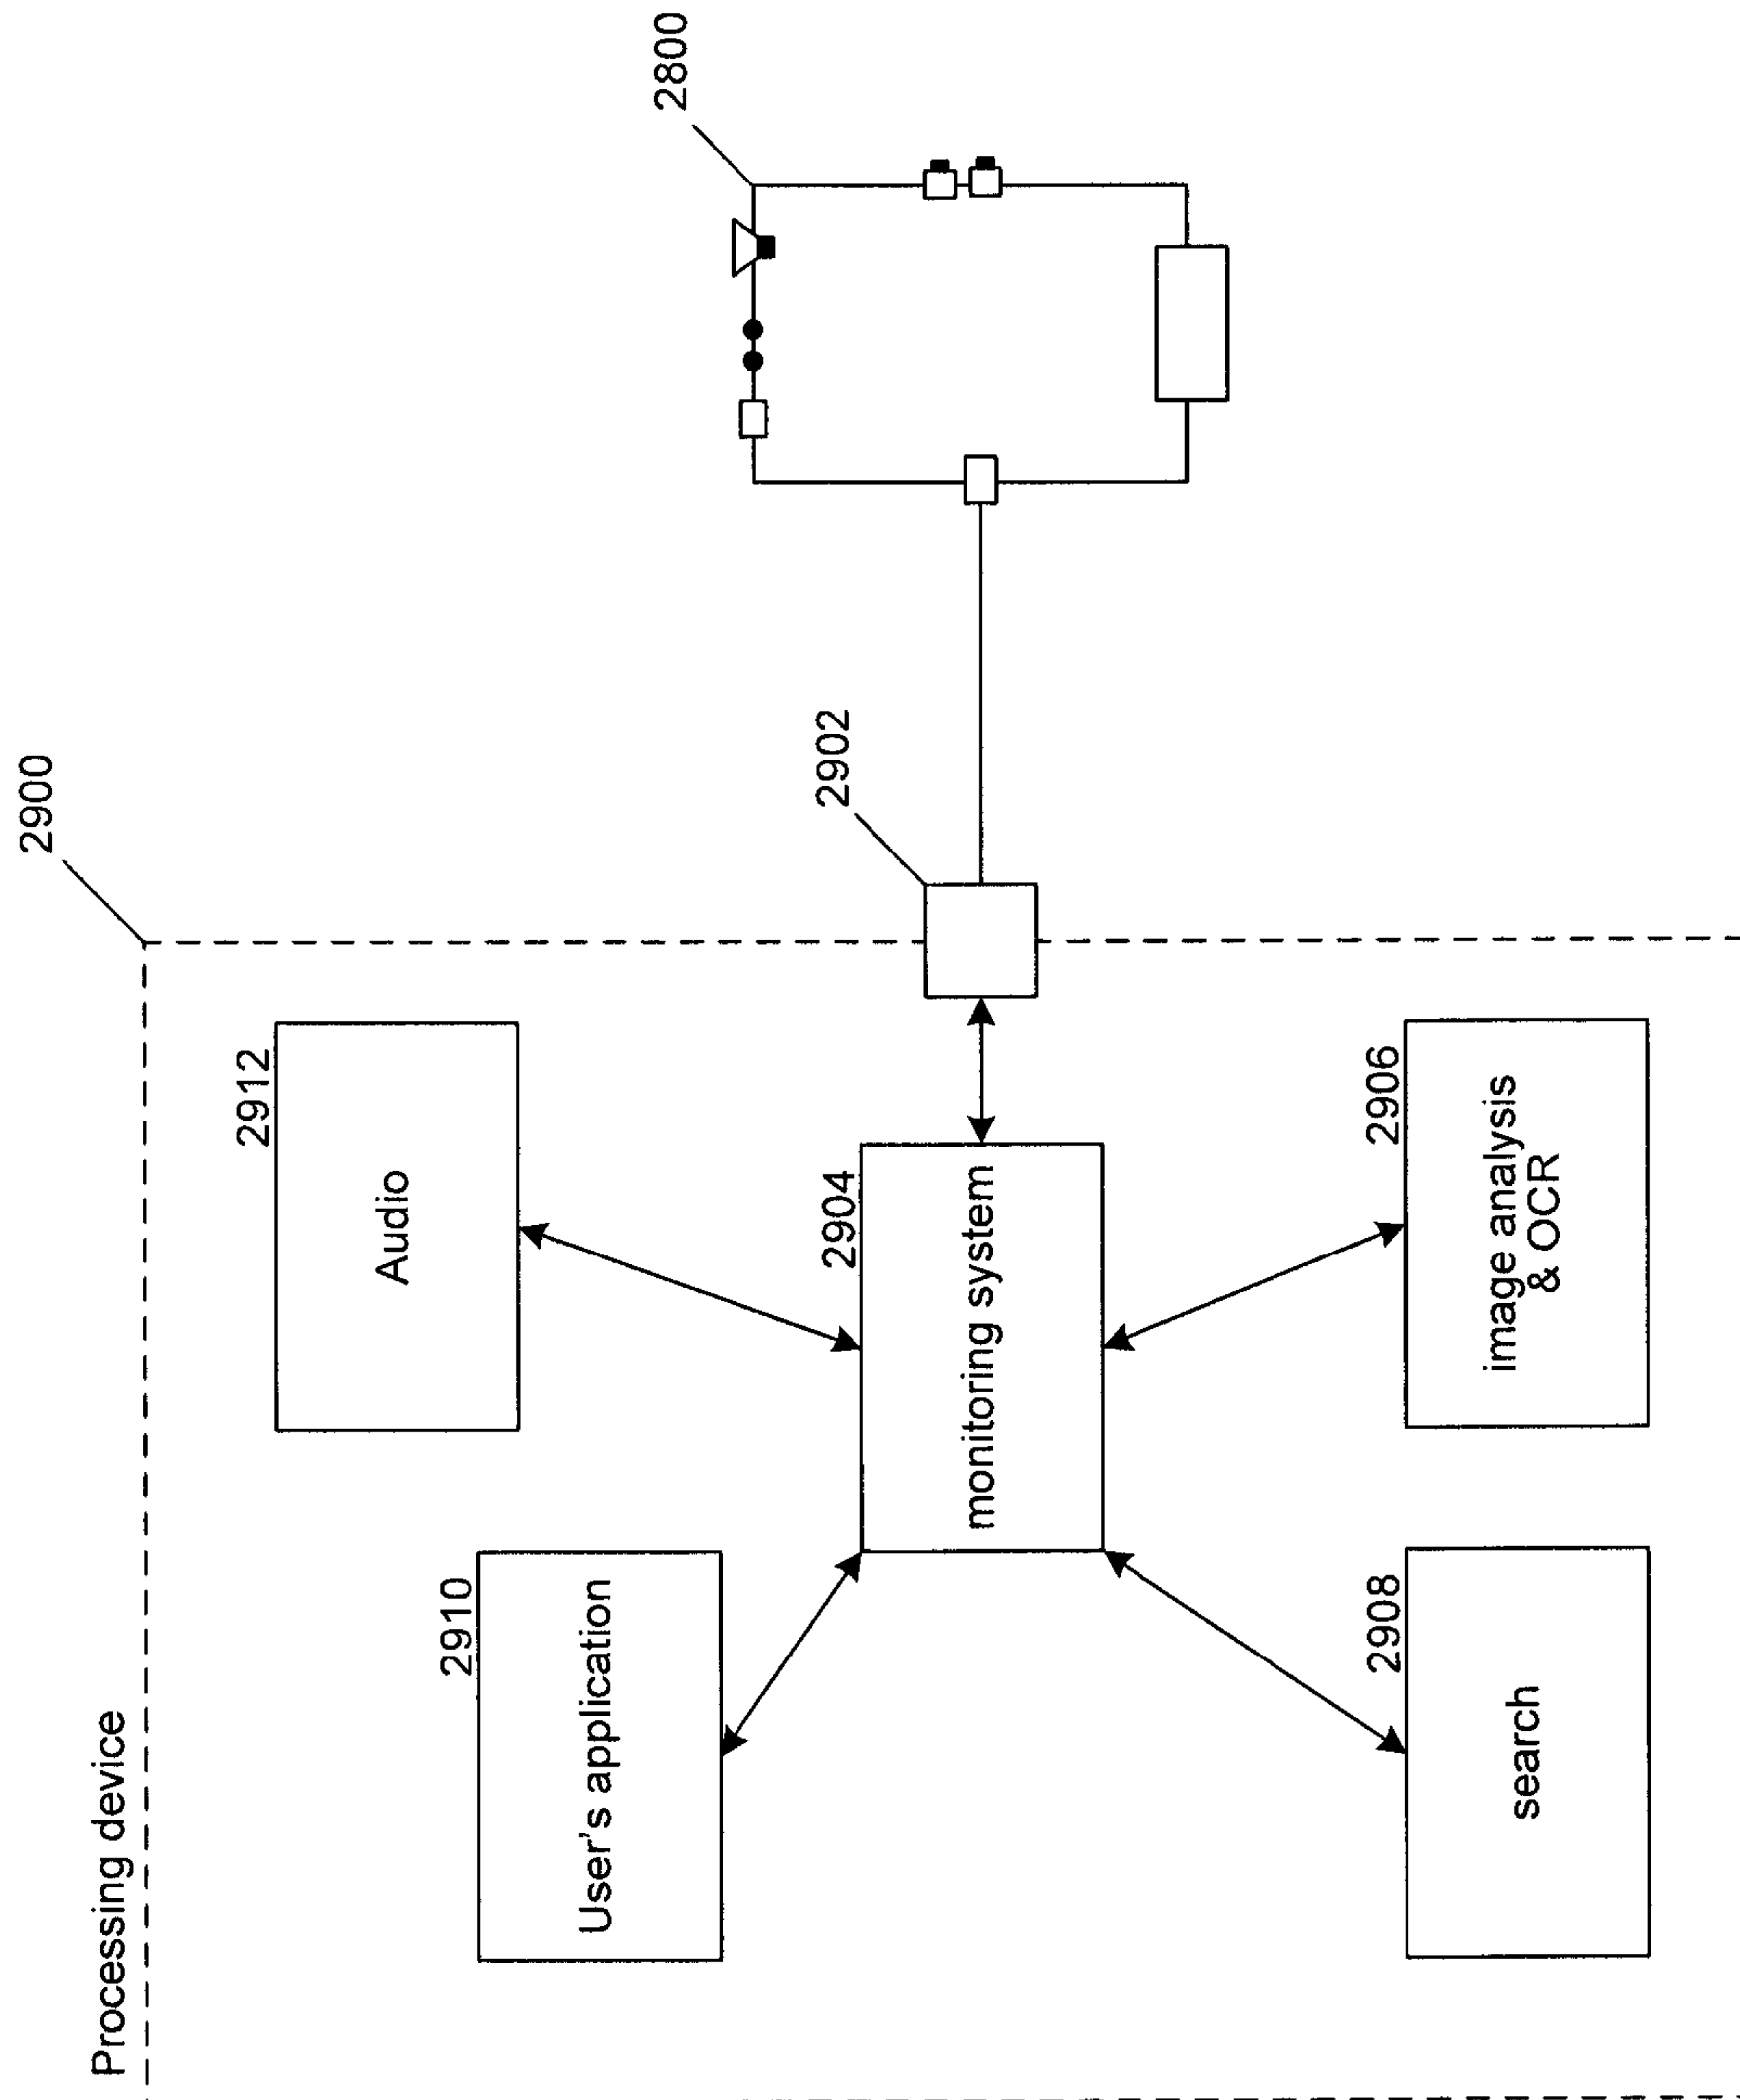 Processing device
2900
2910
User's application
2912
Audio
2904
monitoring system
2902
2800
2908
search
2906
image analysis
& OCR